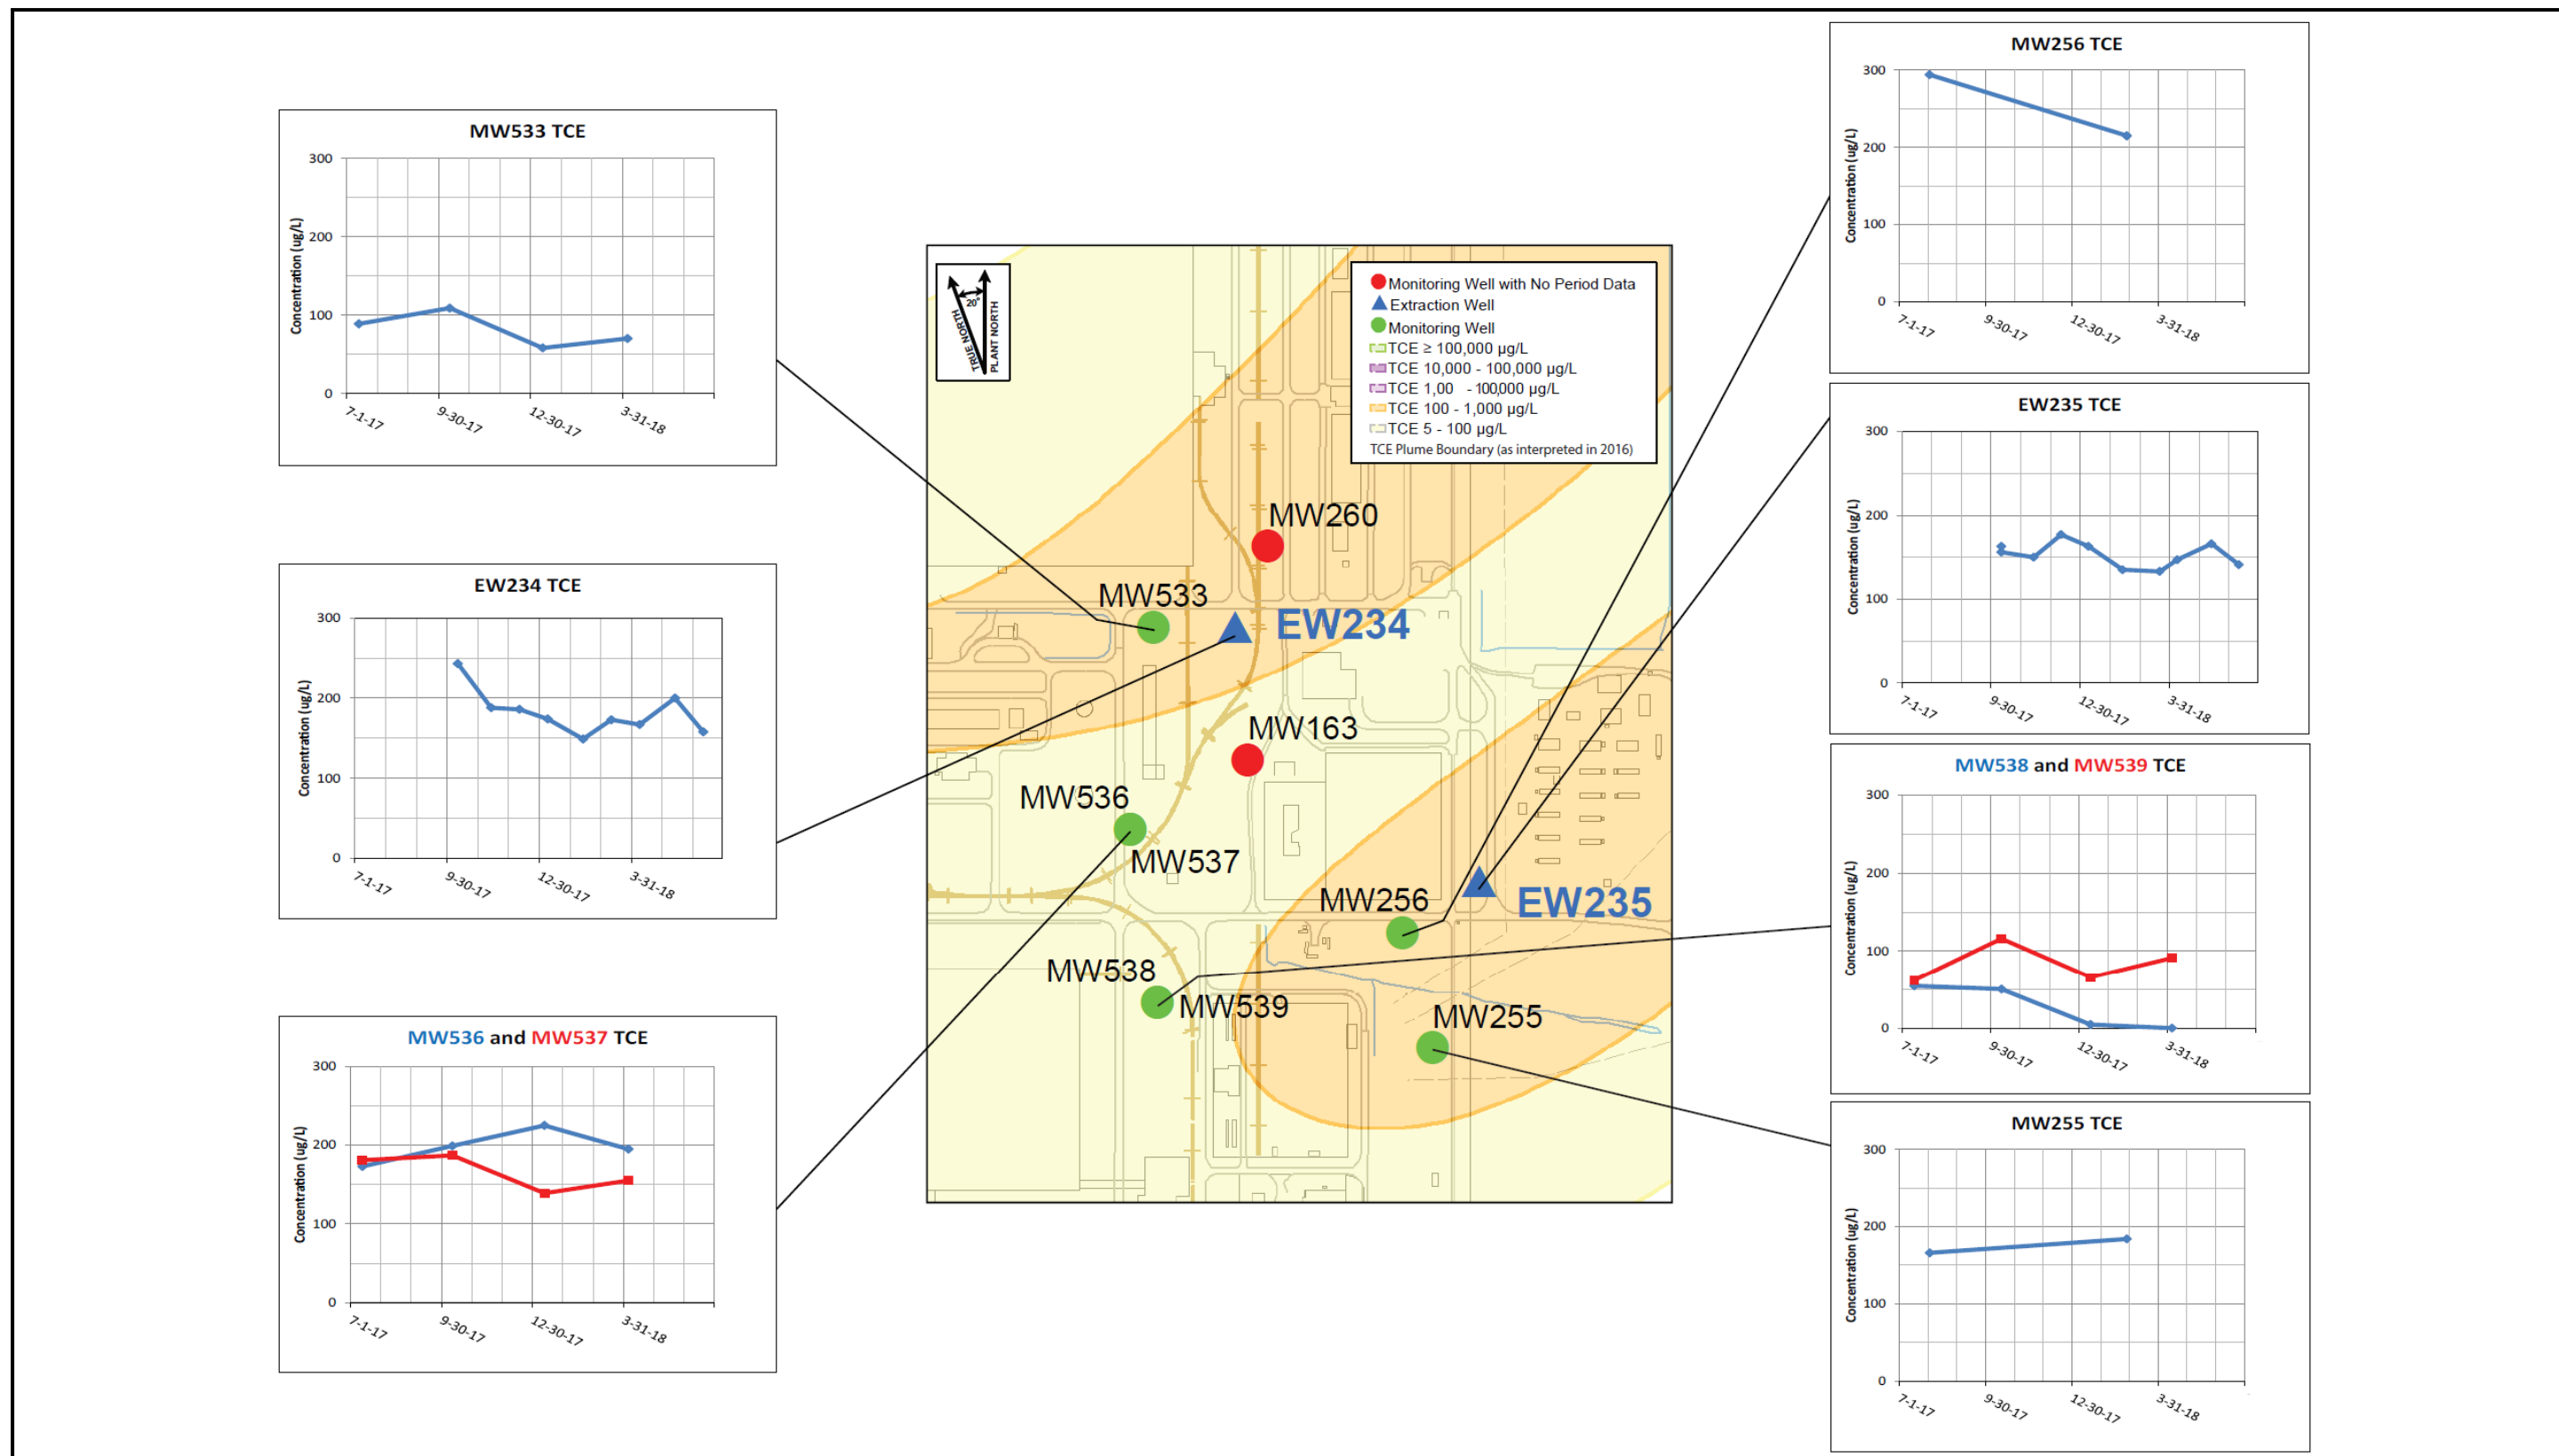 MW533 TCE
Concentration (ug/L)
300
200
100
0
7-1-17
9-30-17
12-30-17
3-31-18
EW234 TCE
Concentration (ug/L)
300
200
100
0
7-1-17
9-30-17
12-30-17
3-31-18
MW536 and MW537 TCE
Concentration (ug/L)
300
200
100
0
7-1-17
9-30-17
12-30-17
3-31-18
20°
TRUE NORTH
PLANT NORTH
Monitoring Well with No Period Data
Extraction Well
Monitoring Well
TCE ≥ 100,000 µg/L
TCE 10,000 - 100,000 µg/L
TCE 1,00 - 100,000 µg/L
TCE 100 - 1,000 µg/L
TCE 5 - 100 µg/L
TCE Plume Boundary (as interpreted in 2016)
MW260
MW533
EW234
MW163
MW536
MW537
MW256
EW235
MW538
MW539
MW255
MW256 TCE
Concentration (ug/L)
300
200
100
0
7-1-17
9-30-17
12-30-17
3-31-18
EW235 TCE
Concentration (ug/L)
300
200
100
0
7-1-17
9-30-17
12-30-17
3-31-18
MW538 and MW539 TCE
Concentration (ug/L)
300
200
100
0
7-1-17
9-30-17
12-30-17
3-31-18
MW255 TCE
Concentration (ug/L)
300
200
100
0
7-1-17
9-30-17
12-30-17
3-31-18